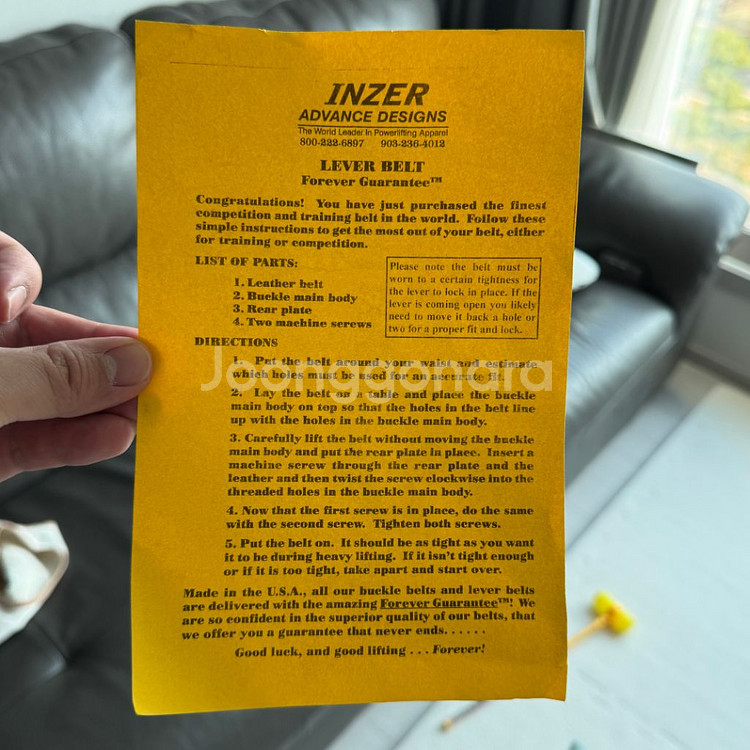 INZER
ADVANCE DESIGNS
The World Leader In Powerlifting Apparel
800-222-6897 903-236-4012
LEVER BELT
Forever Guarantee™
Congratulations! You have just purchased the finest
competition and training belt in the world. Follow these
simple instructions to get the most out of your belt, either
for training or competition.
LIST OF PARTS:
1. Leather belt
2. Buckle main body
3. Rear plate
4. Two machine screws
Please note the belt must be
worn to a certain tightness for
the lever to lock in place. If the
lever is coming open you likely
need to move it back a hole or
two for a proper fit and lock.
DIRECTIONS
1. Put the belt around your waist and estimate
which holes must be used for an accurate fit.
Joonggonara
2. Lay the belt on a table and place the buckle
main body on top so that the holes in the belt line
up with the holes in the buckle main body.
3. Carefully lift the belt without moving the buckle
main body and put the rear plate in place. Insert a
machine screw through the rear plate and the
leather and then twist the screw clockwise into the
threaded holes in the buckle main body.
4. Now that the first screw is in place, do the same
with the second screw. Tighten both screws.
5. Put the belt on. It should be as tight as you want
it to be during heavy lifting. If it isn't tight enough
or if it is too tight, take apart and start over.
Made in the U.S.A., all our buckle belts and lever belts
are delivered with the amazing Forever Guarantee™! We
are so confident in the superior quality of our belts, that
we offer you a guarantee that never ends. . . . . .
Good luck, and good lifting . . . Forever!